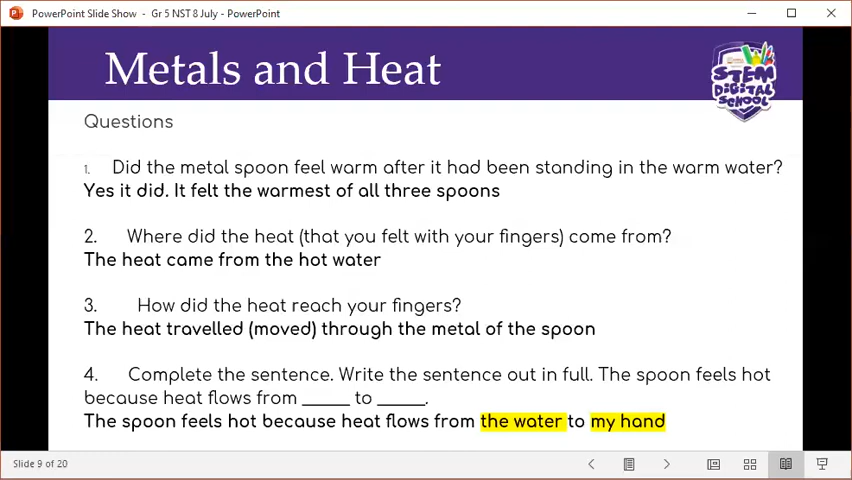 PowerPoint Slide Show - Gr 5 NST 8 July - PowerPoint
Metals and Heat
STEM
DIGITAL
SCHOOL
Questions
1. Did the metal spoon feel warm after it had been standing in the warm water?
Yes it did. It felt the warmest of all three spoons
2. Where did the heat (that you felt with your fingers) come from?
The heat came from the hot water
3. How did the heat reach your fingers?
The heat travelled (moved) through the metal of the spoon
4. Complete the sentence. Write the sentence out in full. The spoon feels hot
because heat flows from _____ to _____.
The spoon feels hot because heat flows from the water to my hand
Slide 9 of 20